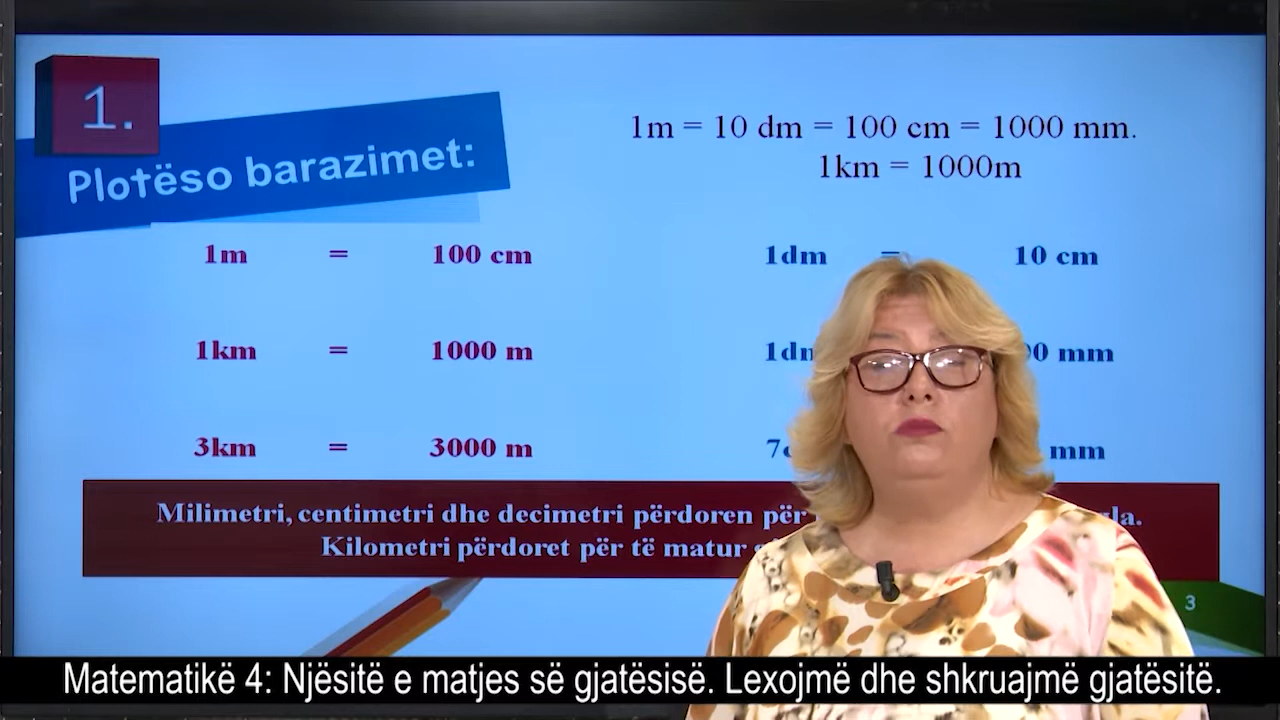 1.
Plotëso barazimet:
1m = 10 dm = 100 cm = 1000 mm.
1km = 1000m
1m = 100 cm
1dm = 10 cm
1km = 1000 m
mm
3km = 3000 m
mm
Milimetri, centimetri dhe decimetri përdoren për
Kilometri përdoret për të matur
3
Matematikë 4: Njësitë e matjes së gjatësisë. Lexojmë dhe shkruajmë gjatësitë.